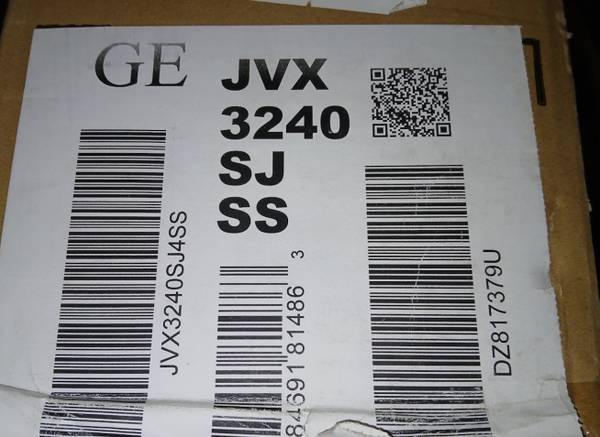 GE
JVX
3240
SJ
SS
JVX3240SJ4SS
84691 81486 3
DZ817379U